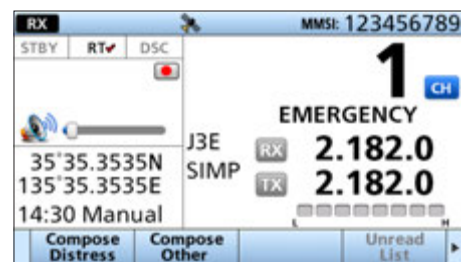 RX MMSI: 123456789
STBY RT✔ DSC
1 CH
EMERGENCY
J3E RX 2.182.0
SIMP TX 2.182.0
L H
35°35.3535N
135°35.3535E
14:30 Manual
Compose Distress Compose Other Unread List